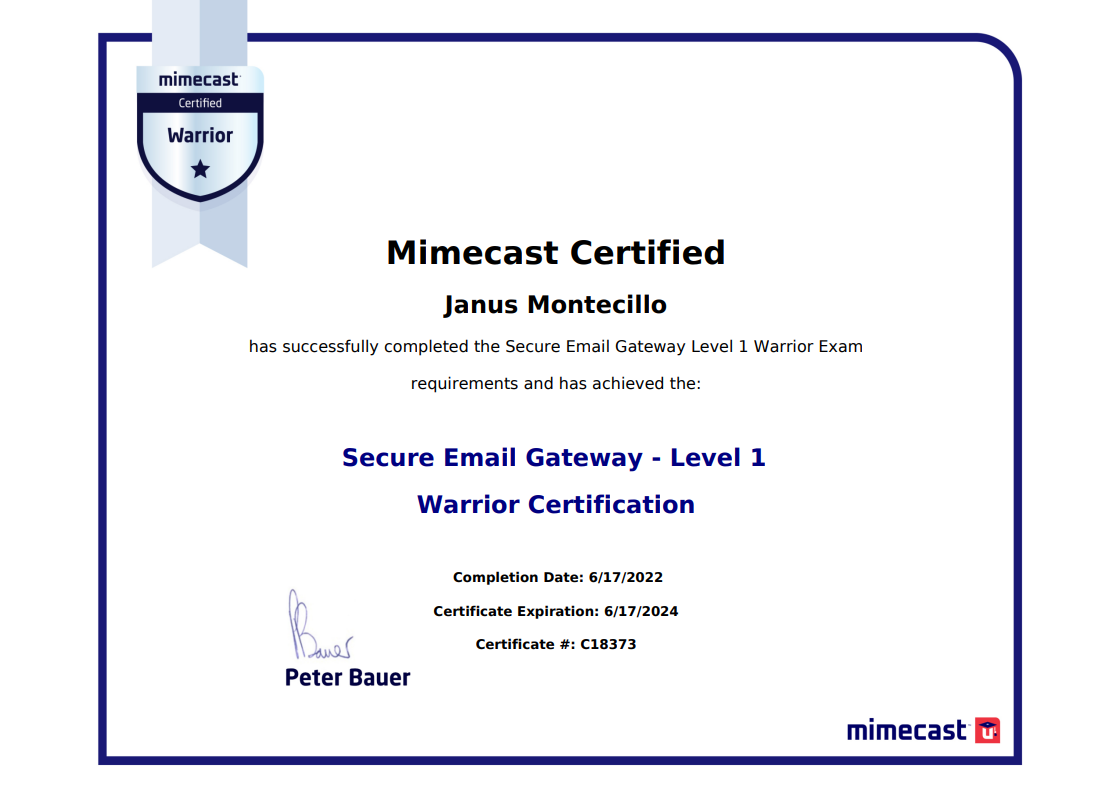 mimecast
Certified
Warrior
Mimecast Certified
Janus Montecillo
has successfully completed the Secure Email Gateway Level 1 Warrior Exam
requirements and has achieved the:
Secure Email Gateway - Level 1
Warrior Certification
Completion Date: 6/17/2022
Certificate Expiration: 6/17/2024
Certificate #: C18373
Bauer
Peter Bauer
mimecast U